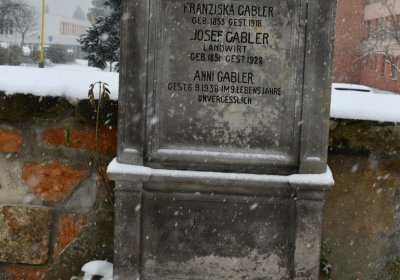 FRANZISKA GABLER
GEB. 1853 GEST. 1918
JOSEF GABLER
LANDWIRT
GEB. 1851 GEST. 1928
ANNI GABLER
GEST. 6.9.1938 IM 9. LEBENSJAHRE
UNVERGESSLICH